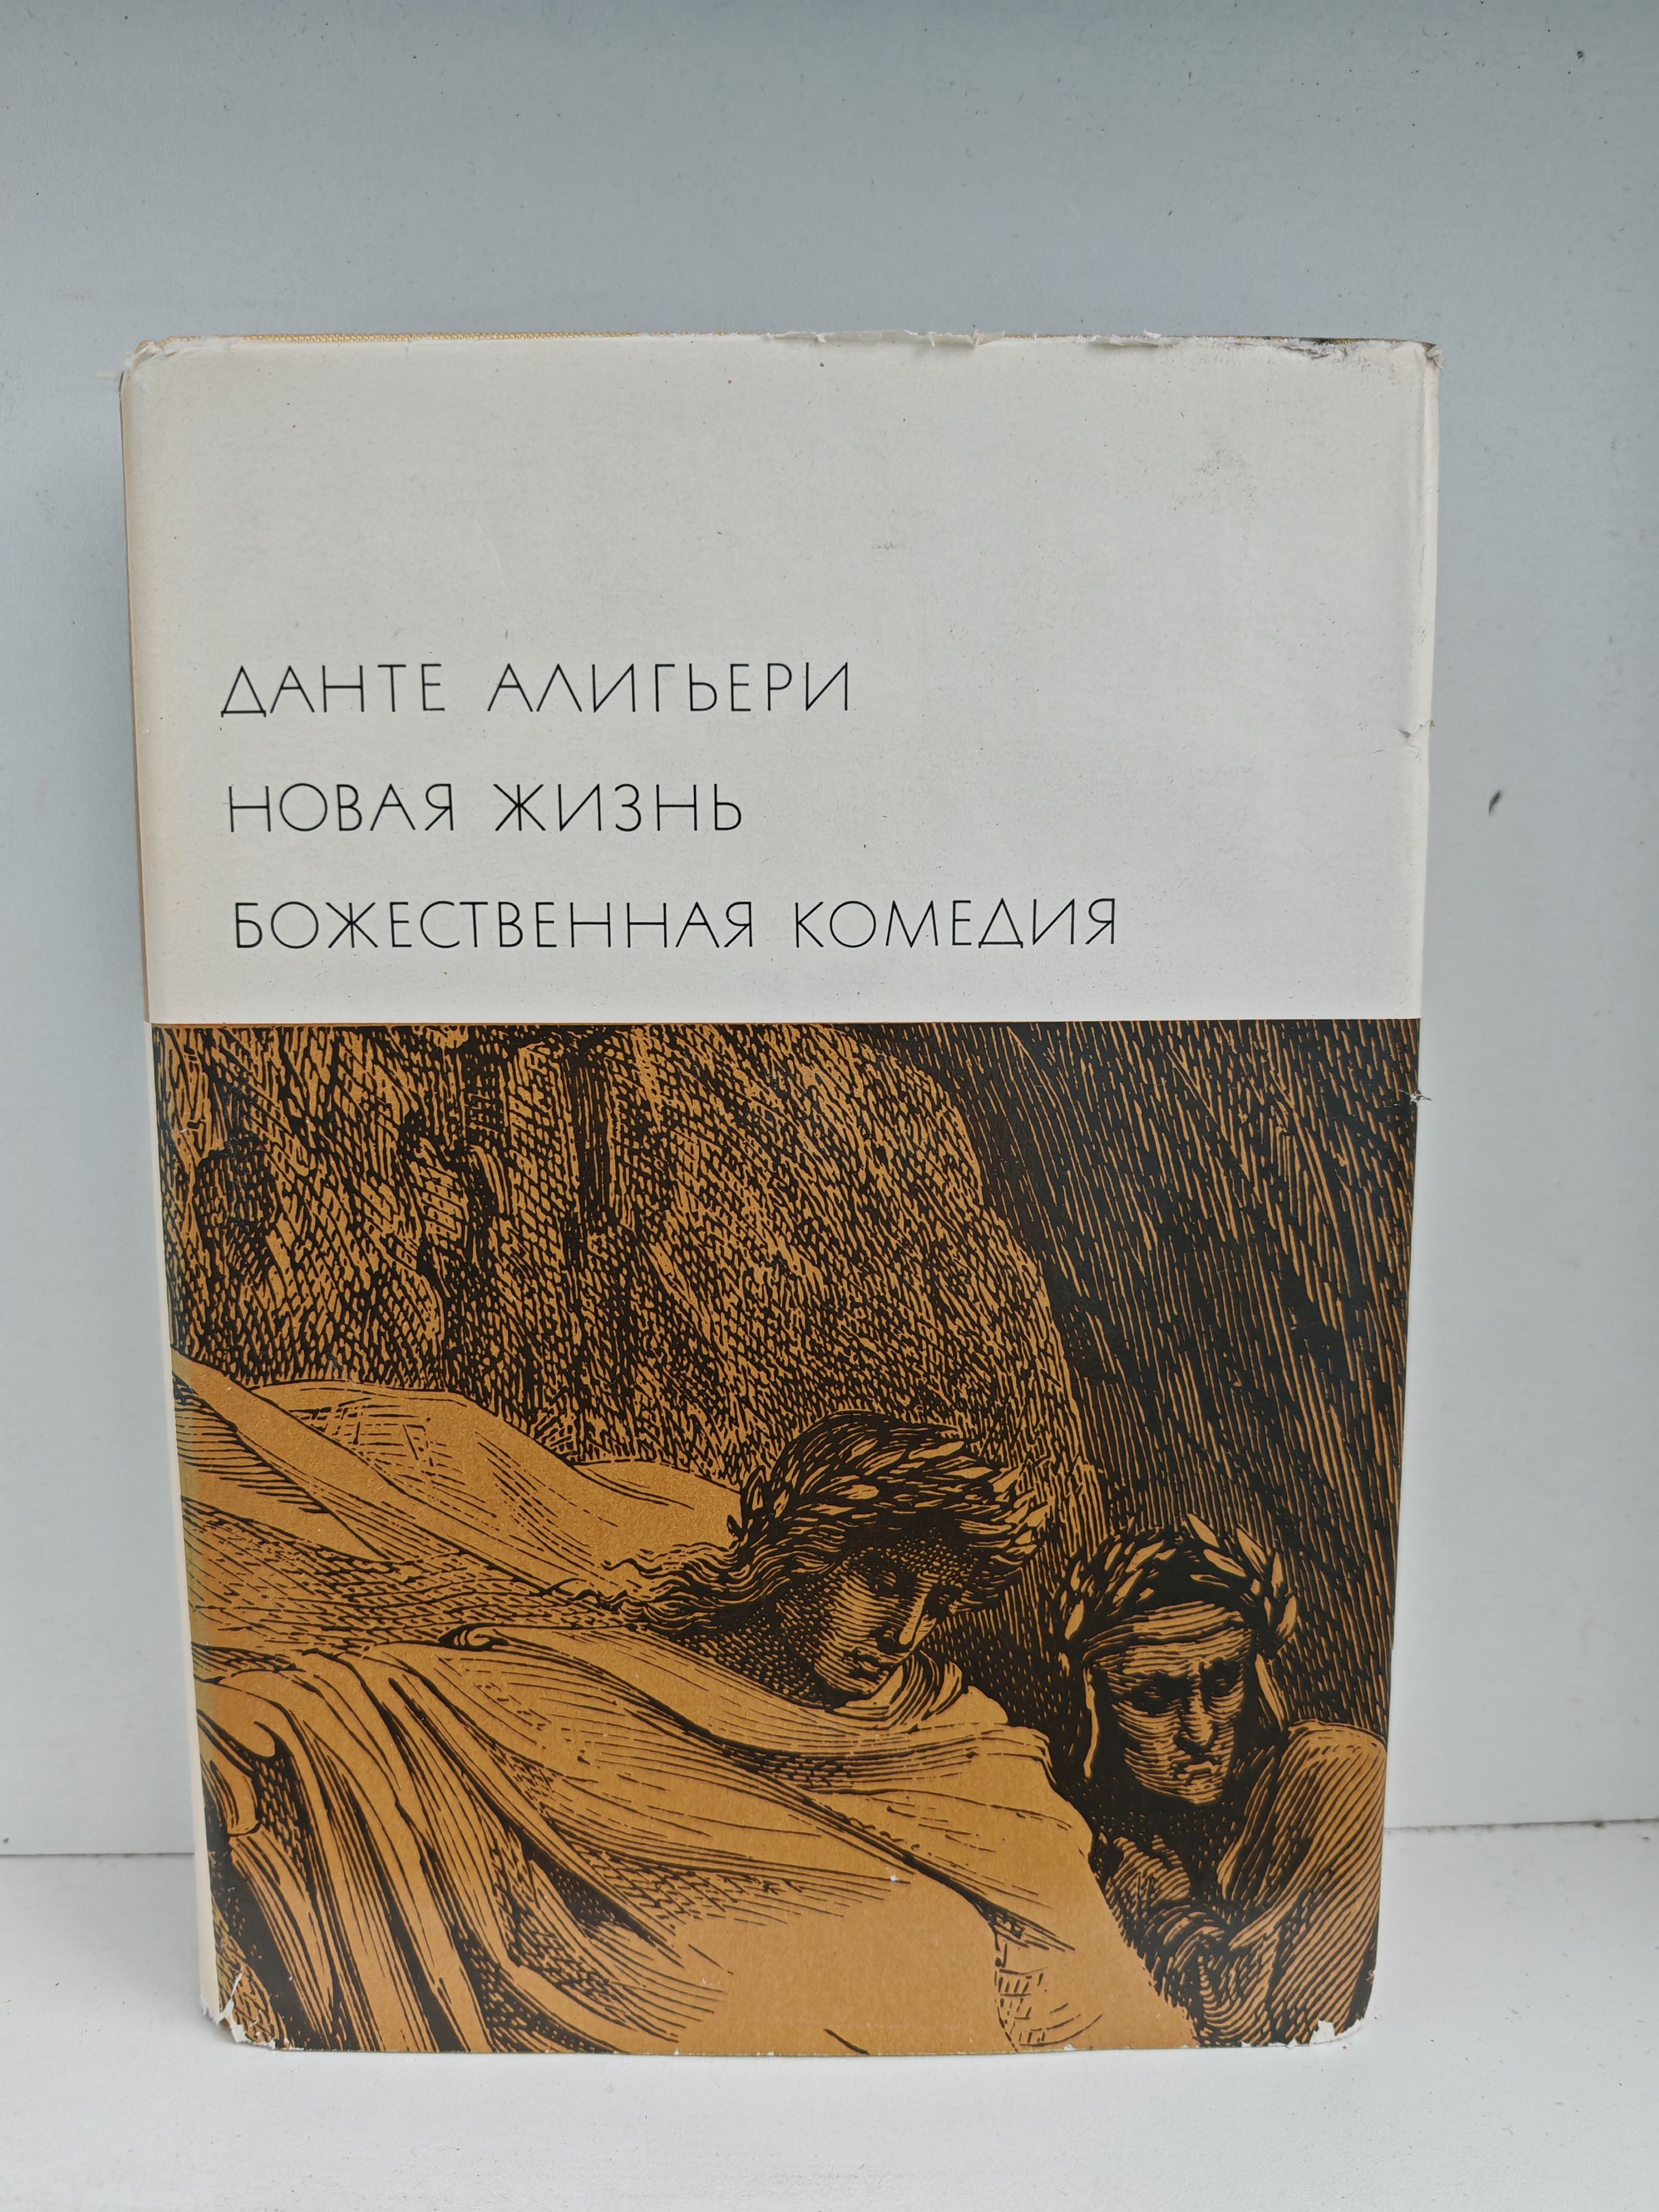 ДАНТЕ АЛИГЬЕРИ
НОВАЯ ЖИЗНЬ
БОЖЕСТВЕННАЯ КОМЕДИЯ